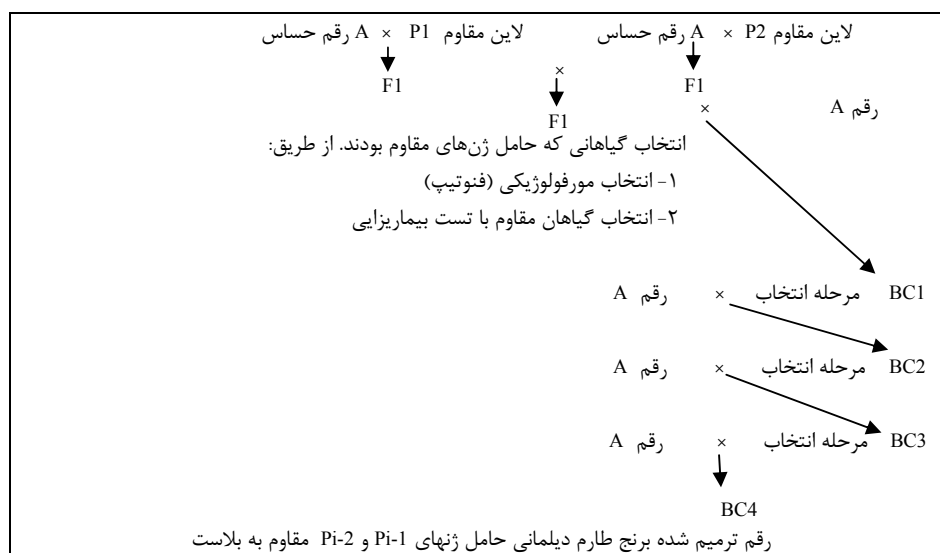 لاین مقاوم P2 × A رقم حساس لاین مقاوم P1 × A رقم حساس
×
F1 F1
× رقم A
F1
انتخاب گیاهانی که حامل ژن‌های مقاوم بودند. از طریق:
۱- انتخاب مورفولوژیکی (فنوتیپ)
۲- انتخاب گیاهان مقاوم با تست بیماریزایی
BC1 مرحله انتخاب × رقم A
BC2 مرحله انتخاب × رقم A
BC3 مرحله انتخاب × رقم A
BC4
رقم ترمیم شده برنج طارم دیلمانی حامل ژنهای Pi-1 و Pi-2 مقاوم به بلاست